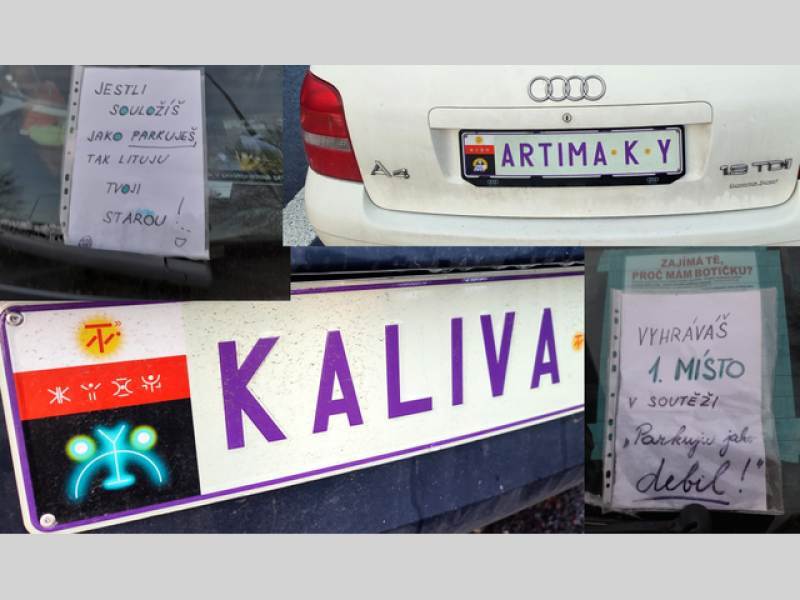 JESTLI
SOULOŽÍŠ
JAKO PARKUJEŠ,
TAK LITUJU
TVOJI
STAROU!
A4
ARTIMA·K·Y
1.9 TDI
KALIVA
ZAJÍMÁ TĚ,
PROČ MÁM BOTIČKU?
VYHRÁVÁŠ
1. MÍSTO
V SOUTĚŽI
„Parkuju jako
debil!"